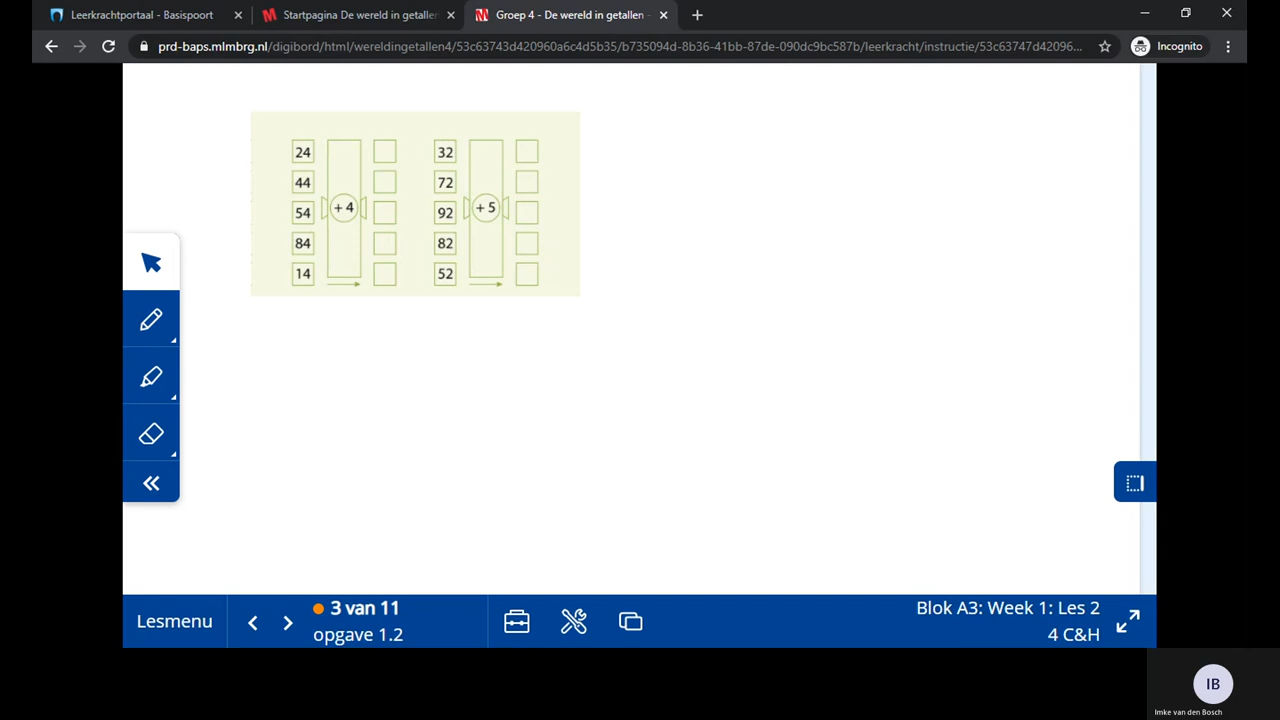 Leerkrachtportaal - Basispoort
Startpagina De wereld in getallen
Groep 4 - De wereld in getallen -
prd-baps.mlmbrg.nl/digibord/html/wereldingetallen4/53c63743d420960a6c4d5b35/b735094d-8b36-41bb-87de-090dc9bc587b/leerkracht/instructie/53c63747d42096...
Incognito
24 32
44 72
54 + 4 92 + 5
84 82
14 52
Lesmenu
3 van 11
opgave 1.2
Blok A3: Week 1: Les 2
4 C&H
IB
Imke van den Bosch